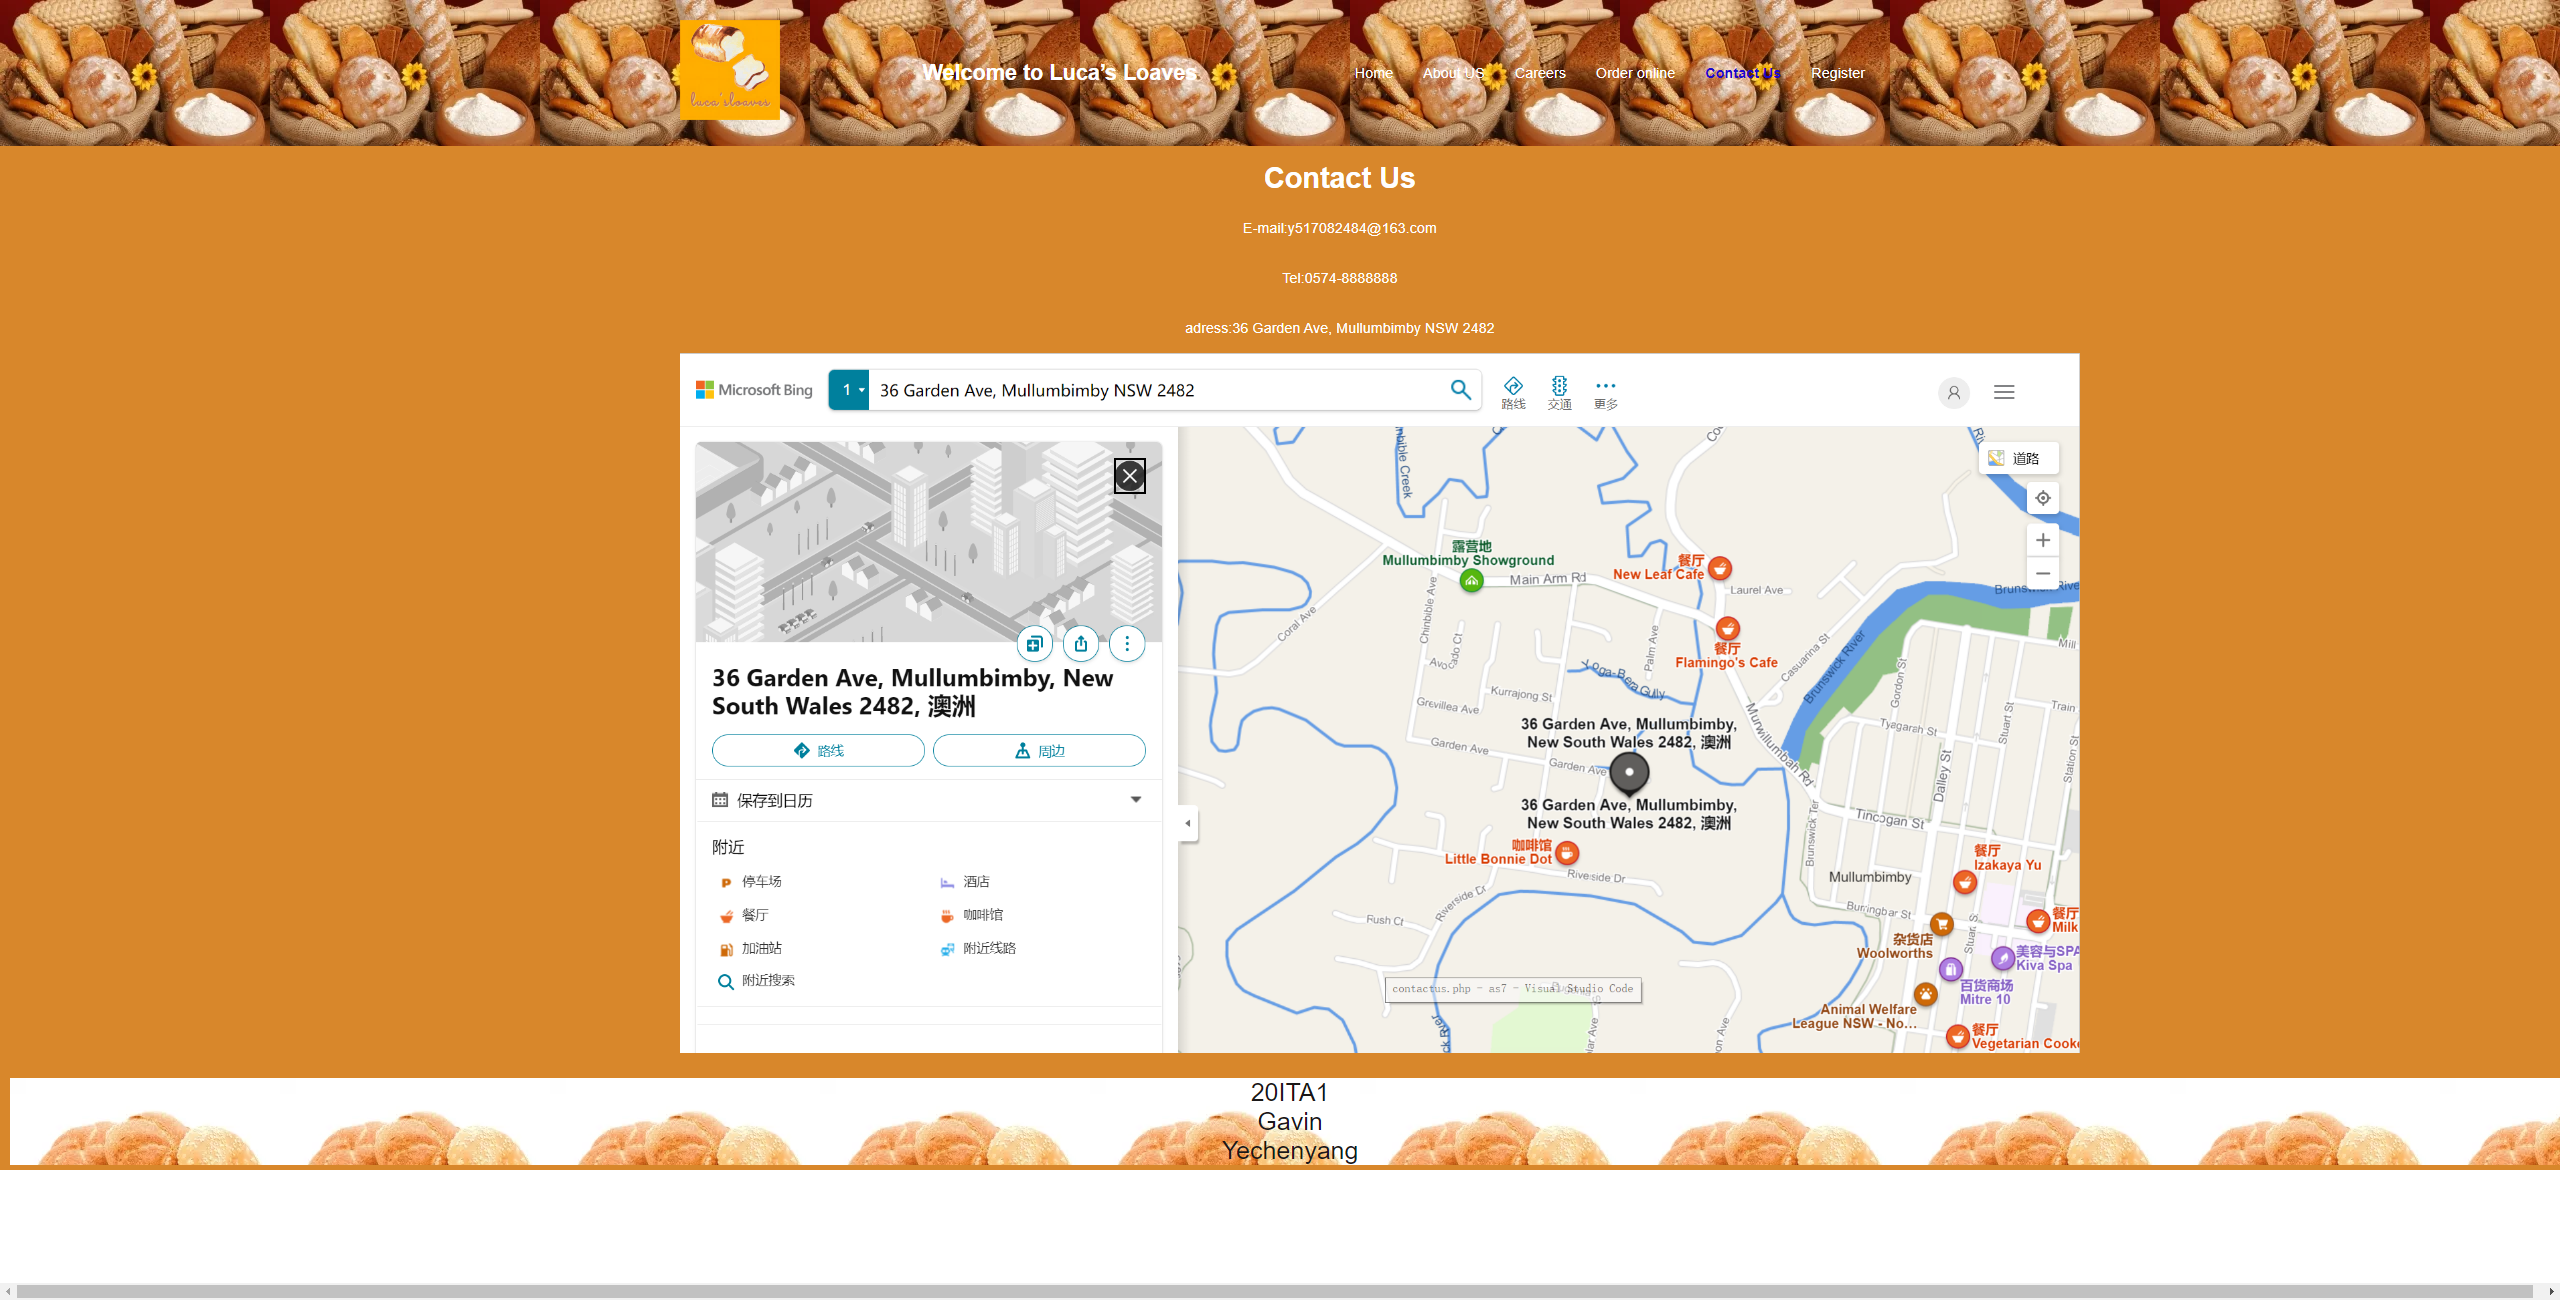 luca'sloaves
Welcome to Luca's Loaves
Home
About US
Careers
Order online
Contact Us
Register
Contact Us
E-mail:y517082484@163.com
Tel:0574-8888888
adress:36 Garden Ave, Mullumbimby NSW 2482
Microsoft Bing
1
36 Garden Ave, Mullumbimby NSW 2482
路线
交通
更多
36 Garden Ave, Mullumbimby, New
South Wales 2482, 澳洲
路线
周边
保存到日历
附近
停车场
酒店
餐厅
咖啡馆
加油站
附近线路
附近搜索
道路
露营地
Mullumbimby Showground
Main Arm Rd
餐厅
New Leaf Cafe
Laurel Ave
餐厅
Flamingo's Cafe
Coral Ave
Chinbible Ave
Avocado Ct
Palm Ave
Casuarina St
Brunswick River
Gordon St
Kurrajong St
Grevillea Ave
Garden Ave
Garden Ave
36 Garden Ave, Mullumbimby,
New South Wales 2482, 澳洲
36 Garden Ave, Mullumbimby,
New South Wales 2482, 澳洲
Murwillumbah Rd
Tyagarah St
Stuart St
Train
Station St
Dalley St
Tincogan St
Brunswick Ter
咖啡馆
Little Bonnie Dot
Riverside Dr
Riverside Dr
Rush Ct
Mullumbimby
餐厅
Izakaya Yu
Burringbar St
餐厅
Milk
杂货店
Woolworths
美容与SPA
Kiva Spa
百货商场
Mitre 10
Animal Welfare
League NSW - No...
餐厅
Vegetarian Cooke
contactus.php - as7 - Visual Studio Code
20ITA1
Gavin
Yechenyang